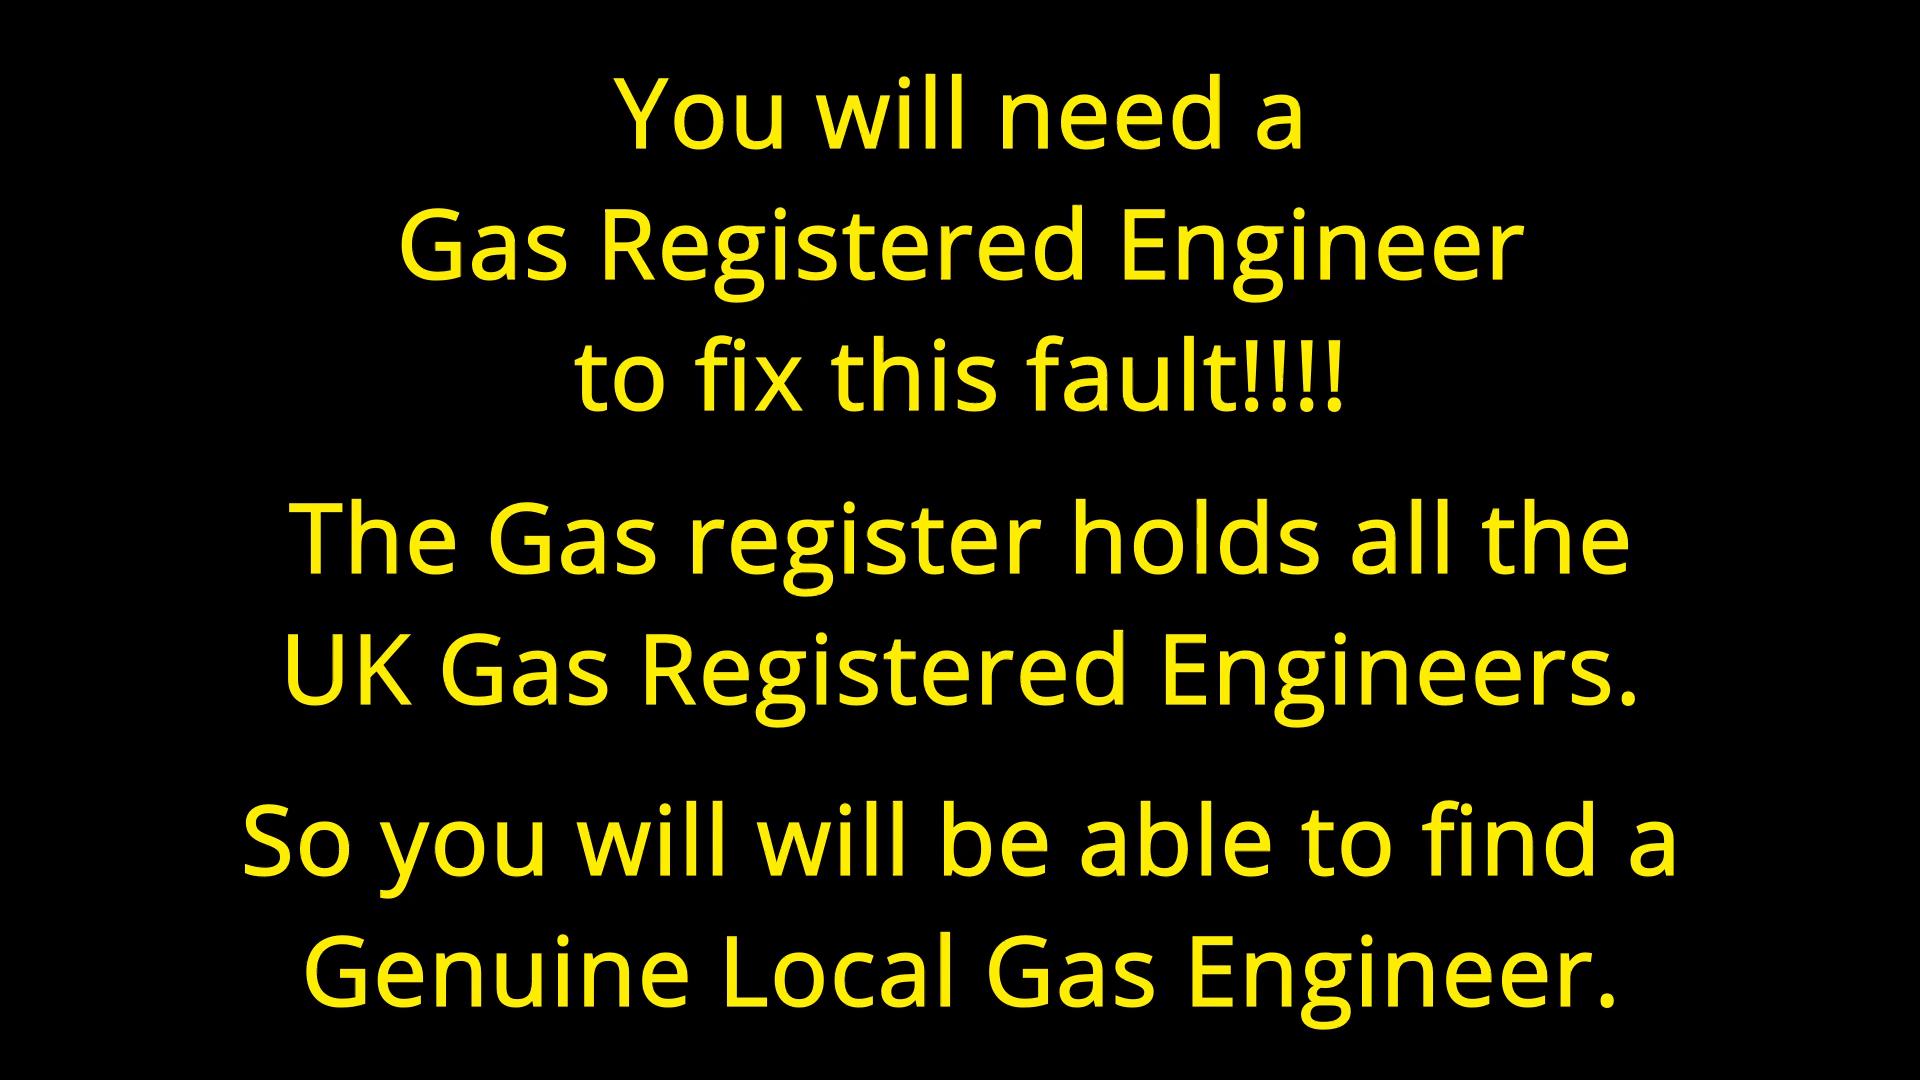 You will need a
Gas Registered Engineer
to fix this fault!!!!
The Gas register holds all the
UK Gas Registered Engineers.
So you will will be able to find a
Genuine Local Gas Engineer.